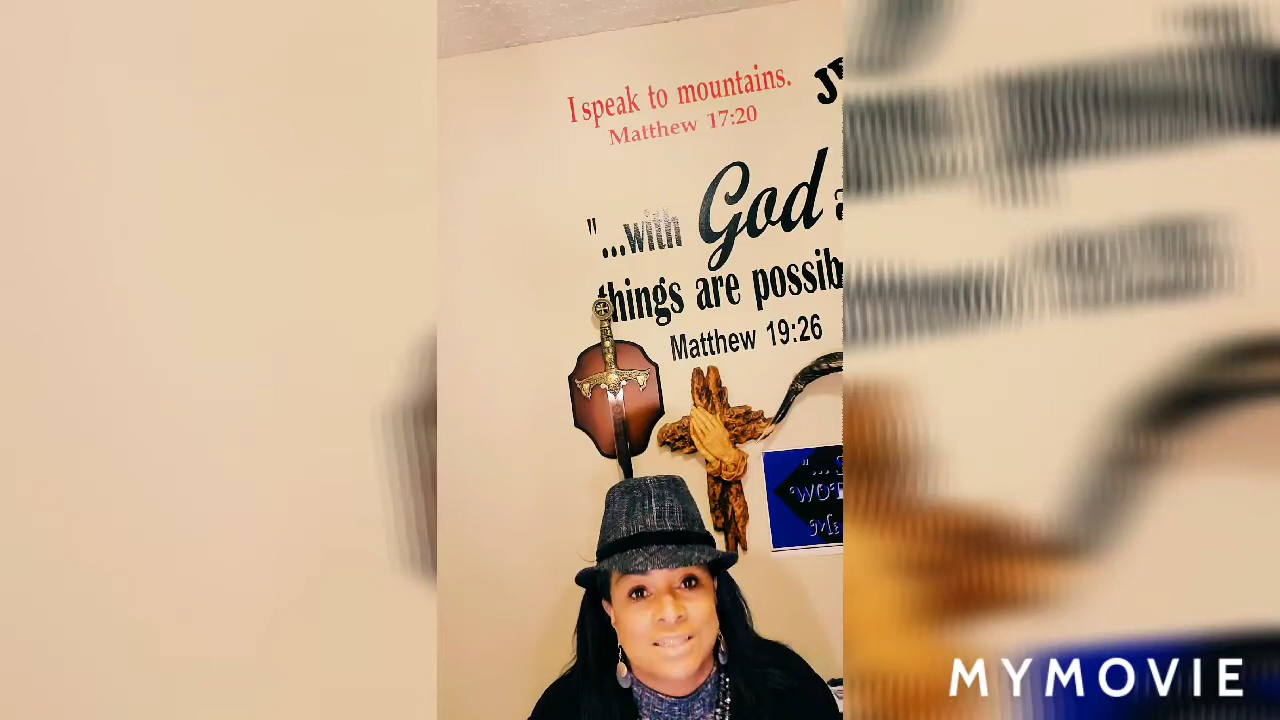 I speak to mountains.
Matthew 17:20
"...with God
things are possib
Matthew 19:26
MYMOVIE